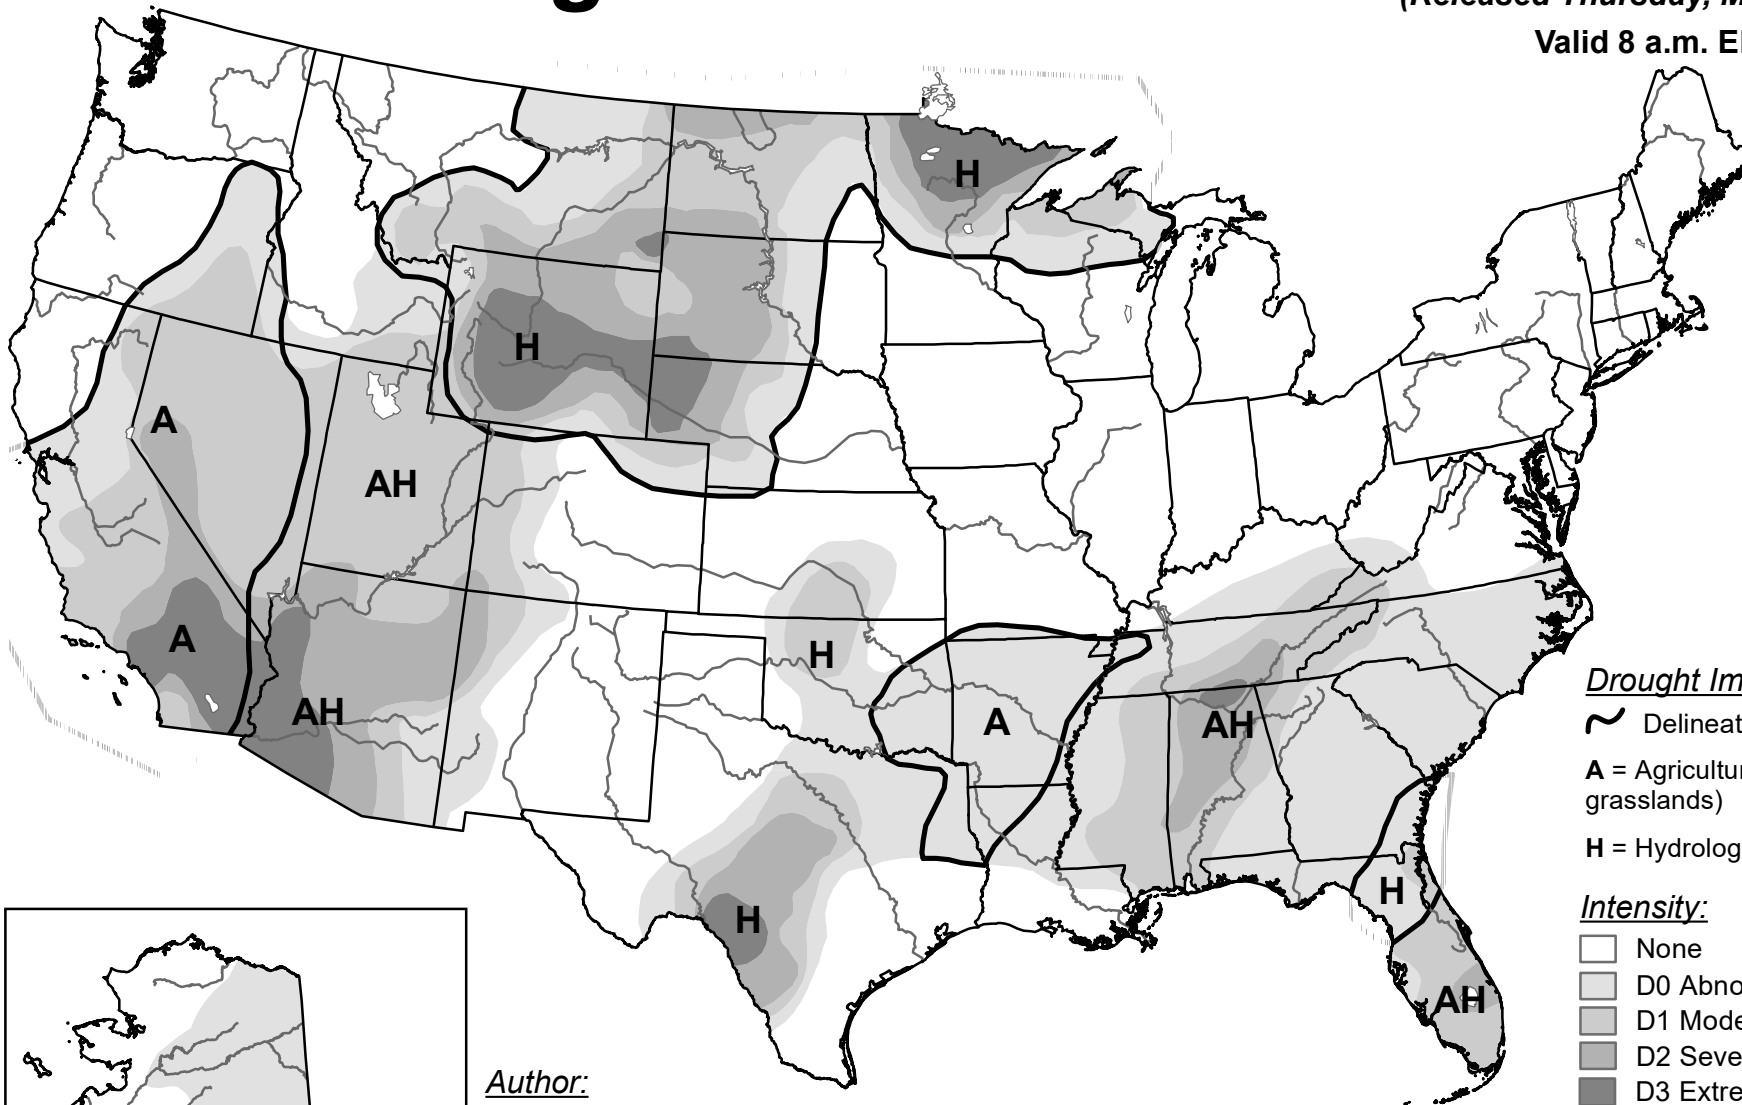 (Released Thursday, M
Valid 8 a.m. E
H
H
A
AH
A
H
AH
A
AH
H
H
AH
Drought Im
Delineat
A = Agricultur
grasslands)
H = Hydrolog
Intensity:
None
D0 Abno
D1 Mode
D2 Seve
D3 Extre
Author: